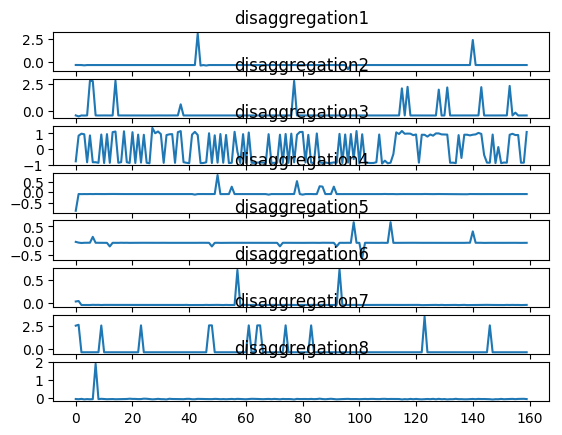 disaggregation1
2.5
0.0
disaggregation2
2.5
0.0
disaggregation3
1
0
−1
disaggregation4
0.5
0.0
−0.5
disaggregation5
0.5
0.0
−0.5
disaggregation6
0.5
0.0
disaggregation7
2.5
0.0
disaggregation8
2
0
0 20 40 60 80 100 120 140 160